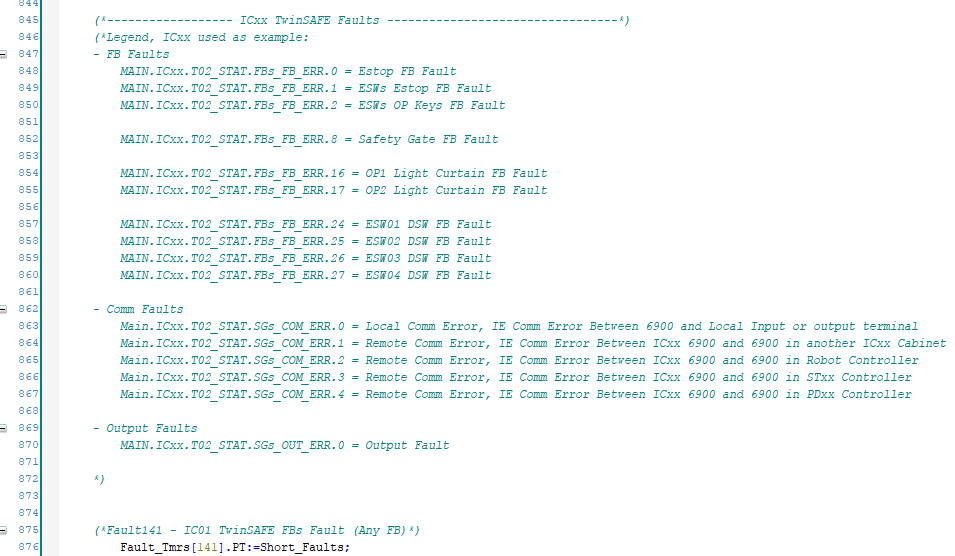 844
845 (*------------------ ICxx TwinSAFE Faults ---------------------------------*)
846 (*Legend, ICxx used as example:
847 - FB Faults
848 MAIN.ICxx.T02_STAT.FBs_FB_ERR.0 = Estop FB Fault
849 MAIN.ICxx.T02_STAT.FBs_FB_ERR.1 = ESWs Estop FB Fault
850 MAIN.ICxx.T02_STAT.FBs_FB_ERR.2 = ESWs OP Keys FB Fault
851
852 MAIN.ICxx.T02_STAT.FBs_FB_ERR.8 = Safety Gate FB Fault
853
854 MAIN.ICxx.T02_STAT.FBs_FB_ERR.16 = OP1 Light Curtain FB Fault
855 MAIN.ICxx.T02_STAT.FBs_FB_ERR.17 = OP2 Light Curtain FB Fault
856
857 MAIN.ICxx.T02_STAT.FBs_FB_ERR.24 = ESW01 DSW FB Fault
858 MAIN.ICxx.T02_STAT.FBs_FB_ERR.25 = ESW02 DSW FB Fault
859 MAIN.ICxx.T02_STAT.FBs_FB_ERR.26 = ESW03 DSW FB Fault
860 MAIN.ICxx.T02_STAT.FBs_FB_ERR.27 = ESW04 DSW FB Fault
861
862 - Comm Faults
863 Main.ICxx.T02_STAT.SGs_COM_ERR.0 = Local Comm Error, IE Comm Error Between 6900 and Local Input or output terminal
864 Main.ICxx.T02_STAT.SGs_COM_ERR.1 = Remote Comm Error, IE Comm Error Between ICxx 6900 and 6900 in another ICxx Cabinet
865 Main.ICxx.T02_STAT.SGs_COM_ERR.2 = Remote Comm Error, IE Comm Error Between ICxx 6900 and 6900 in Robot Controller
866 Main.ICxx.T02_STAT.SGs_COM_ERR.3 = Remote Comm Error, IE Comm Error Between ICxx 6900 and 6900 in STxx Controller
867 Main.ICxx.T02_STAT.SGs_COM_ERR.4 = Remote Comm Error, IE Comm Error Between ICxx 6900 and 6900 in PDxx Controller
868
869 - Output Faults
870 MAIN.ICxx.T02_STAT.SGs_OUT_ERR.0 = Output Fault
871
872 *)
873
874
875 (*Fault141 - IC01 TwinSAFE FBs Fault (Any FB)*)
876 Fault_Tmrs[141].PT:=Short_Faults;